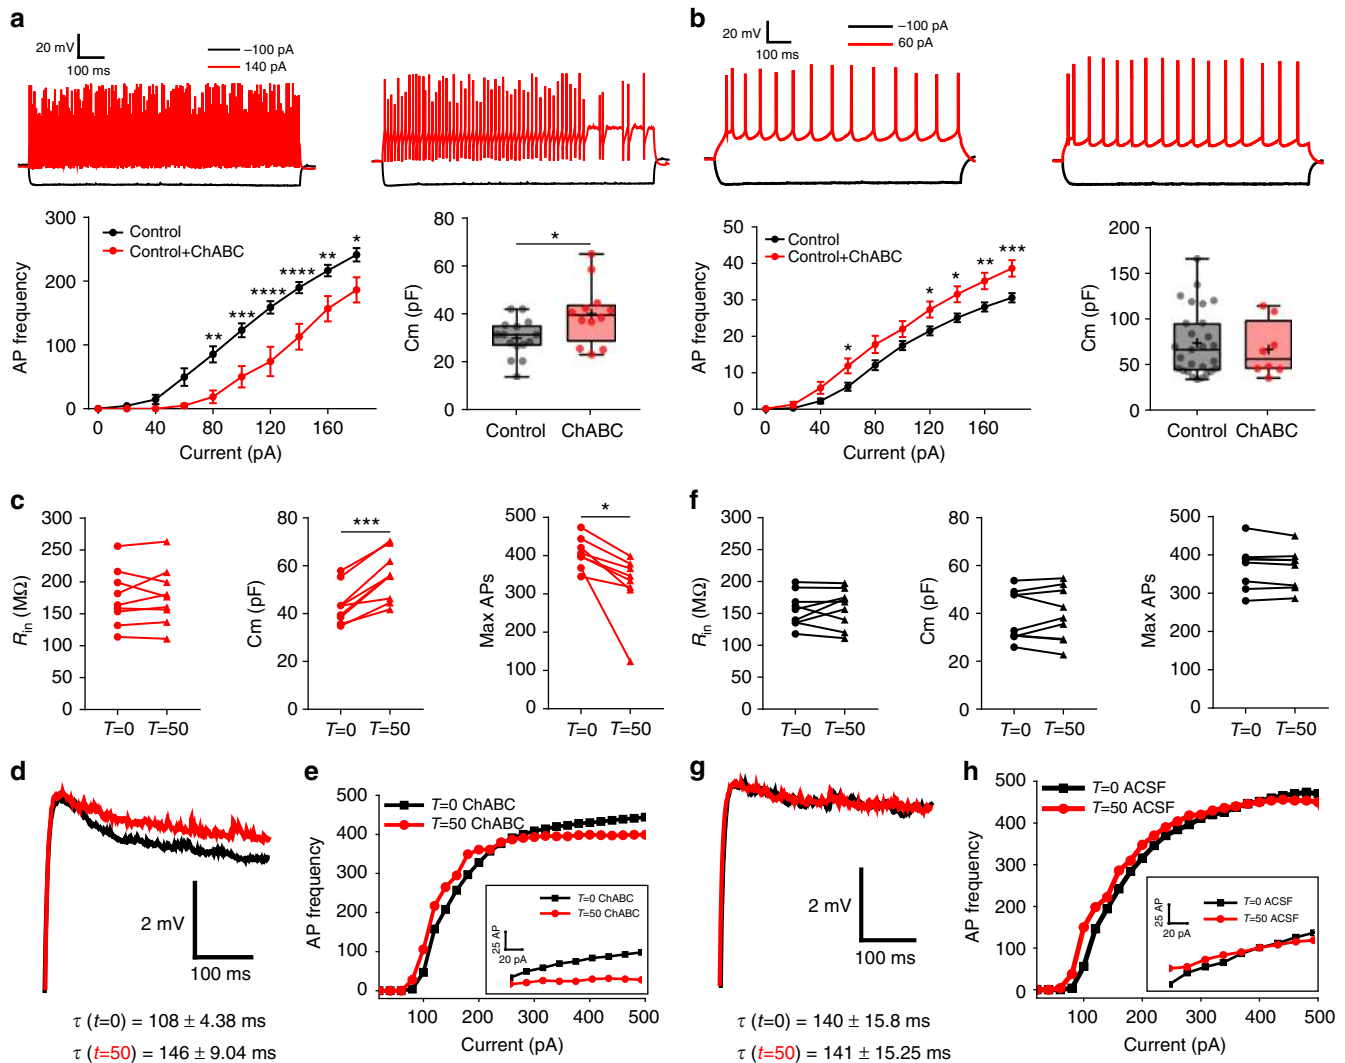 a
20 mV
100 ms
−100 pA
140 pA
300
200
100
0
AP frequency
Control
Control+ChABC
** *** **** **** ** *
0 40 80 120 160
Current (pA)
80
60
40
20
0
Cm (pF)
*
Control ChABC
b
20 mV
100 ms
−100 pA
60 pA
50
40
30
20
10
0
AP frequency
Control
Control+ChABC
* * * ** ***
0 40 80 120 160
Current (pA)
200
150
100
50
0
Cm (pF)
Control ChABC
c
300
250
200
150
100
50
0
Rin (MΩ)
T=0 T=50
80
60
40
20
0
Cm (pF)
***
T=0 T=50
500
400
300
200
100
0
Max APs
*
T=0 T=50
f
300
250
200
150
100
50
0
Rin (MΩ)
T=0 T=50
80
60
40
20
0
Cm (pF)
T=0 T=50
500
400
300
200
100
0
Max APs
T=0 T=50
d
2 mV
100 ms
τ (t=0) = 108 ± 4.38 ms
τ (t=50) = 146 ± 9.04 ms
e
500
400
300
200
100
0
AP frequency
T=0 ChABC
T=50 ChABC
T=0 ChABC
T=50 ChABC
25 AP
20 pA
100 200 300 400 500
Current (pA)
g
2 mV
100 ms
τ (t=0) = 140 ± 15.8 ms
τ (t=50) = 141 ± 15.25 ms
h
500
400
300
200
100
0
AP frequency
T=0 ACSF
T=50 ACSF
T=0 ACSF
T=50 ACSF
25 AP
20 pA
100 200 300 400 500
Current (pA)